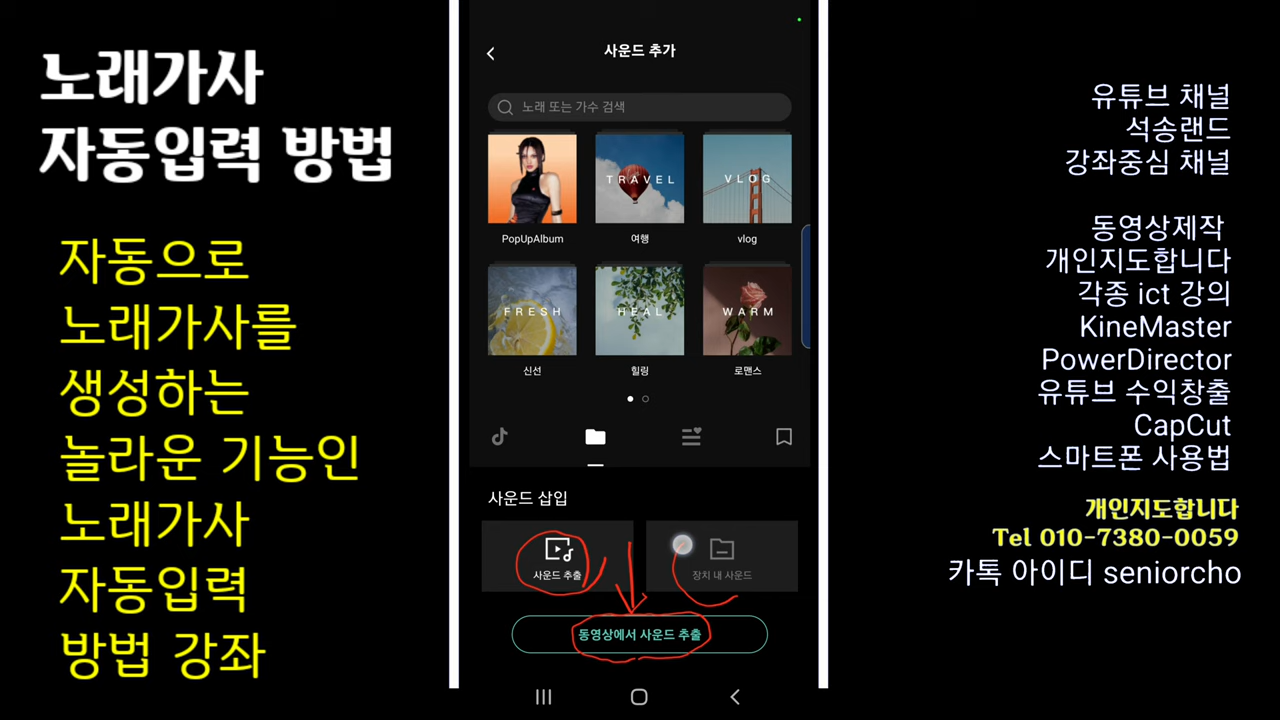 노래가사
자동입력 방법
자동으로
노래가사를
생성하는
놀라운 기능인
노래가사
자동입력
방법 강좌
사운드 추가
노래 또는 가수 검색
TRAVEL
VLOG
PopUpAlbum
여행
vlog
FRESH
HEAL
WARM
신선
힐링
로맨스
사운드 삽입
사운드 추출
장치 내 사운드
동영상에서 사운드 추출
유튜브 채널
석송랜드
강좌중심 채널
동영상제작
개인지도합니다
각종 ict 강의
KineMaster
PowerDirector
유튜브 수익창출
CapCut
스마트폰 사용법
개인지도합니다
Tel 010-7380-0059
카톡 아이디 seniorcho